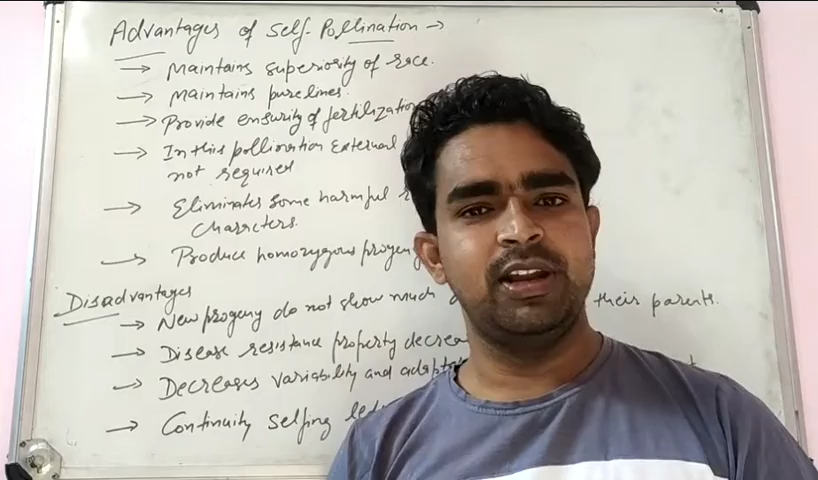 Advantages of self-Pollination →
→ Maintains superiority of race.
→ Maintains purelines.
→ Provide ensurity of fertilization
→ In this pollination External
not required
→ Eliminates some harmful
characters.
→ Produce homozygous progeny
Disadvantages
→ New progeny do not show much their parents.
→ Disease resistance property
→ Decreases variability and
→ Continuity selfing